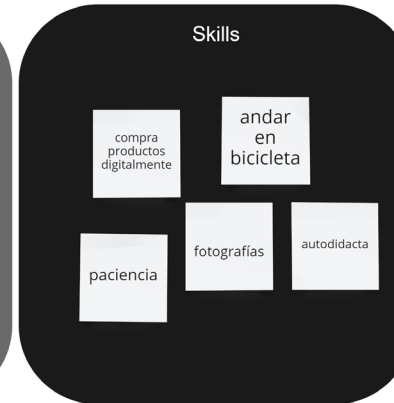 Skills
compra
productos
digitalmente
andar
en
bicicleta
paciencia
fotografías
autodidacta